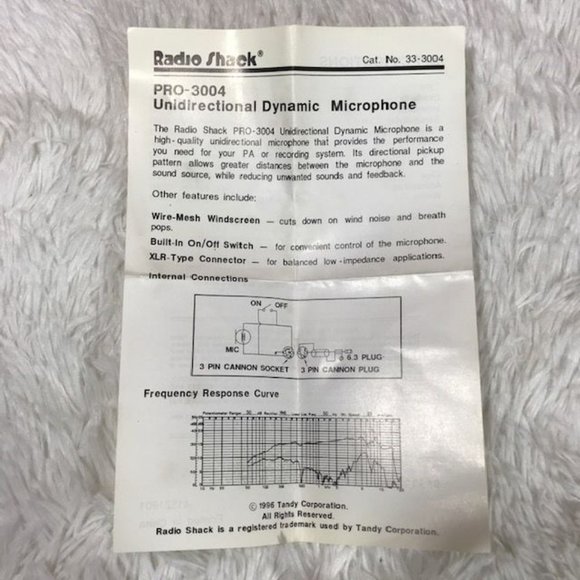 Radio Shack®
Cat. No. 33-3004
PRO-3004
Unidirectional Dynamic Microphone
The Radio Shack PRO-3004 Unidirectional Dynamic Microphone is a
high-quality unidirectional microphone that provides the performance
you need for your PA or recording system. Its directional pickup
pattern allows greater distances between the microphone and the
sound source, while reducing unwanted sounds and feedback.
Other features include:
Wire-Mesh Windscreen — cuts down on wind noise and breath
pops.
Built-In On/Off Switch — for convenient control of the microphone.
XLR-Type Connector — for balanced low-impedance applications.
Internal Connections
ON OFF
MIC
6.3 PLUG
3 PIN CANNON SOCKET 3 PIN CANNON PLUG
Frequency Response Curve
Potentiometer Range: 50 dB Rectifier: RMS
© 1996 Tandy Corporation.
All Rights Reserved.
Radio Shack is a registered trademark used by Tandy Corporation.